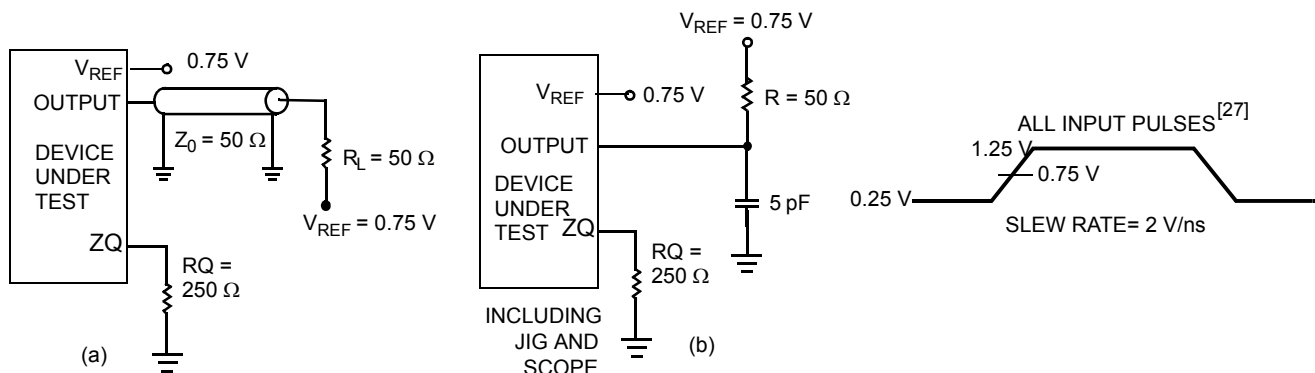 V_REF 0.75 V
OUTPUT
Z_0 = 50 Ω
DEVICE
UNDER
TEST
R_L = 50 Ω
V_REF = 0.75 V
ZQ
RQ =
250 Ω
(a)
V_REF = 0.75 V
V_REF 0.75 V
R = 50 Ω
OUTPUT
DEVICE
UNDER
TEST
5 pF
ZQ
RQ =
250 Ω
INCLUDING
JIG AND
SCOPE
(b)
ALL INPUT PULSES[27]
1.25 V
0.75 V
0.25 V
SLEW RATE= 2 V/ns